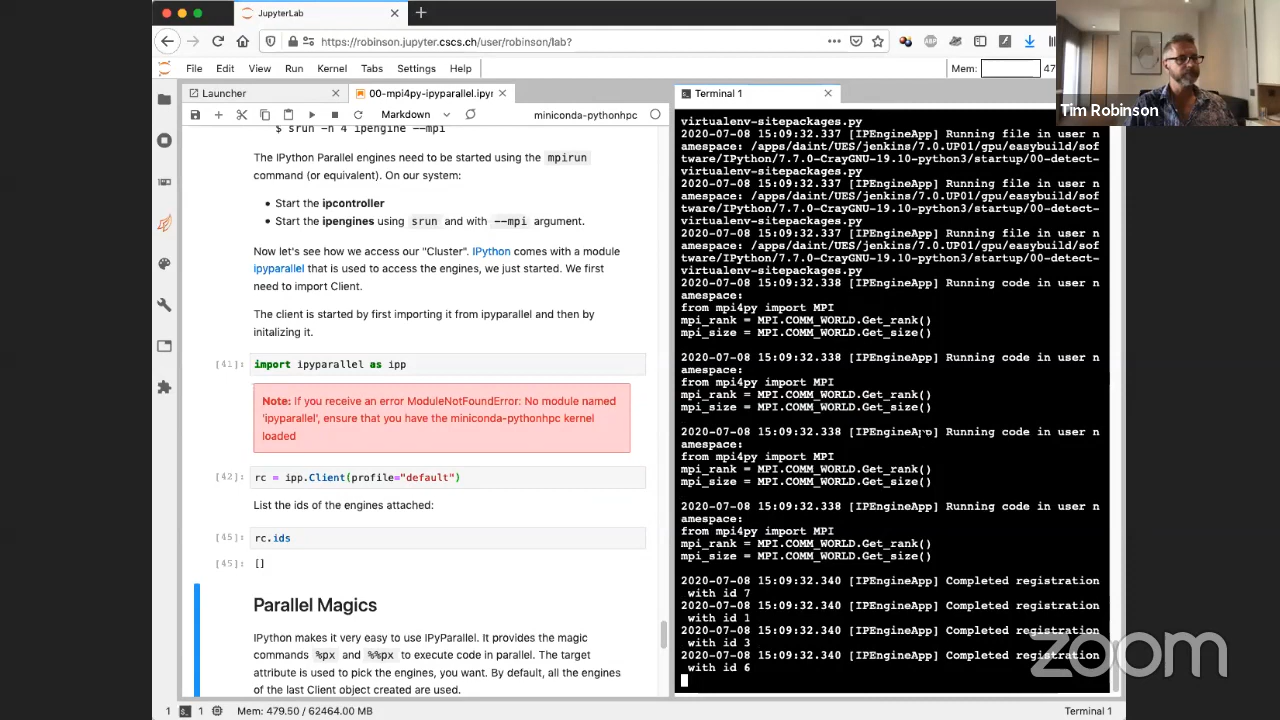 JupyterLab
https://robinson.jupyter.cscs.ch/user/robinson/lab?
ABP
File Edit View Run Kernel Tabs Settings Help
Mem: 47
Tim Robinson
Launcher
00-mpi4py-ipyparallel.ipyr
Terminal 1
Markdown
miniconda-pythonhpc
$ srun -n 4 ipengine --mpi
The IPython Parallel engines need to be started using the mpirun
command (or equivalent). On our system:
• Start the ipcontroller
• Start the ipengines using srun and with --mpi argument.
Now let's see how we access our "Cluster". IPython comes with a module
ipyparallel that is used to access the engines, we just started. We first
need to import Client.
The client is started by first importing it from ipyparallel and then by
initalizing it.
[41]: import ipyparallel as ipp
Note: If you receive an error ModuleNotFoundError: No module named
'ipyparallel', ensure that you have the miniconda-pythonhpc kernel
loaded
[42]: rc = ipp.Client(profile="default")
List the ids of the engines attached:
[45]: rc.ids
[45]: []
Parallel Magics
IPython makes it very easy to use IPyParallel. It provides the magic
commands %px and %%px to execute code in parallel. The target
attribute is used to pick the engines, you want. By default, all the engines
of the last Client object created are used.
virtualenv-sitepackages.py
2020-07-08 15:09:32.337 [IPEngineApp] Running file in user n
amespace: /apps/daint/UES/jenkins/7.0.UP01/gpu/easybuild/sof
tware/IPython/7.7.0-CrayGNU-19.10-python3/startup/00-detect-
virtualenv-sitepackages.py
2020-07-08 15:09:32.337 [IPEngineApp] Running file in user n
amespace: /apps/daint/UES/jenkins/7.0.UP01/gpu/easybuild/sof
tware/IPython/7.7.0-CrayGNU-19.10-python3/startup/00-detect-
virtualenv-sitepackages.py
2020-07-08 15:09:32.337 [IPEngineApp] Running file in user n
amespace: /apps/daint/UES/jenkins/7.0.UP01/gpu/easybuild/sof
tware/IPython/7.7.0-CrayGNU-19.10-python3/startup/00-detect-
virtualenv-sitepackages.py
2020-07-08 15:09:32.338 [IPEngineApp] Running code in user n
amespace:
from mpi4py import MPI
mpi_rank = MPI.COMM_WORLD.Get_rank()
mpi_size = MPI.COMM_WORLD.Get_size()
2020-07-08 15:09:32.338 [IPEngineApp] Running code in user n
amespace:
from mpi4py import MPI
mpi_rank = MPI.COMM_WORLD.Get_rank()
mpi_size = MPI.COMM_WORLD.Get_size()
2020-07-08 15:09:32.338 [IPEngineApp] Running code in user n
amespace:
from mpi4py import MPI
mpi_rank = MPI.COMM_WORLD.Get_rank()
mpi_size = MPI.COMM_WORLD.Get_size()
2020-07-08 15:09:32.338 [IPEngineApp] Running code in user n
amespace:
from mpi4py import MPI
mpi_rank = MPI.COMM_WORLD.Get_rank()
mpi_size = MPI.COMM_WORLD.Get_size()
2020-07-08 15:09:32.340 [IPEngineApp] Completed registration
with id 7
2020-07-08 15:09:32.340 [IPEngineApp] Completed registration
with id 1
2020-07-08 15:09:32.340 [IPEngineApp] Completed registration
with id 3
2020-07-08 15:09:32.340 [IPEngineApp] Completed registration
with id 6
zoom
1 1 Mem: 479.50 / 62464.00 MB
Terminal 1